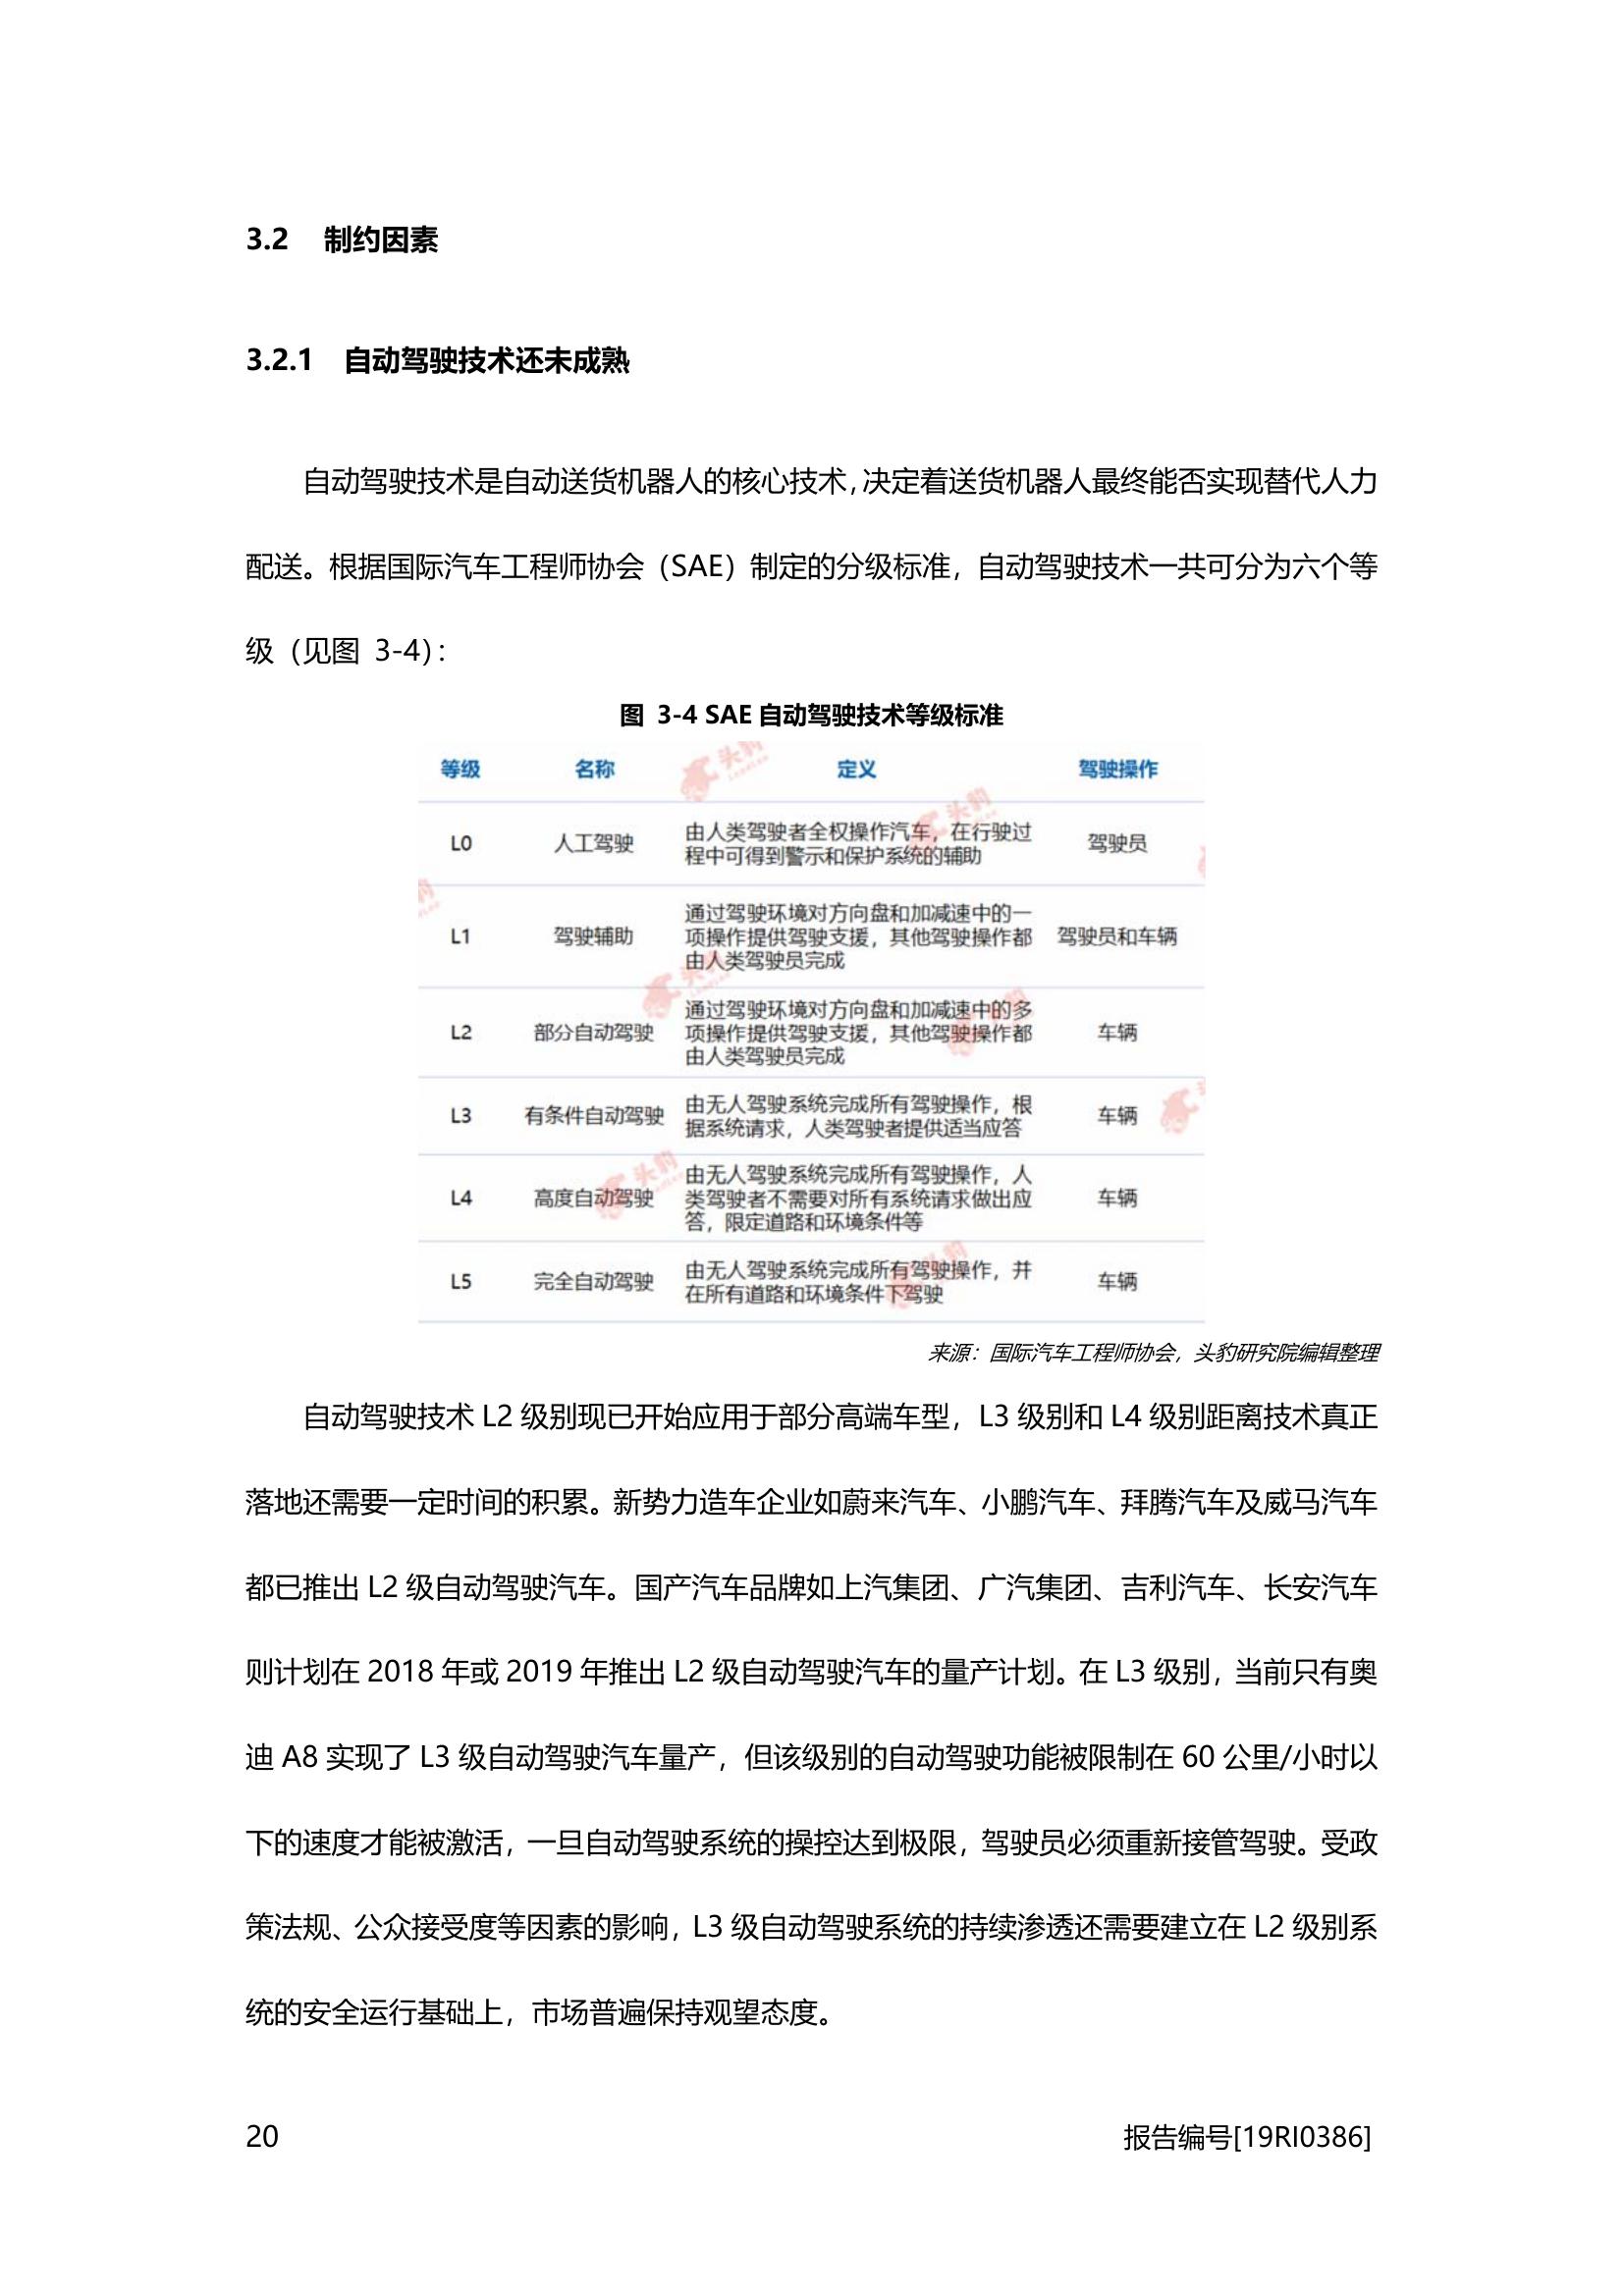 3.2 制约因素
3.2.1 自动驾驶技术还未成熟
自动驾驶技术是自动送货机器人的核心技术，决定着送货机器人最终能否实现替代人力
配送。根据国际汽车工程师协会（SAE）制定的分级标准，自动驾驶技术一共可分为六个等
级（见图 3-4）：
图 3-4 SAE 自动驾驶技术等级标准
等级 名称 定义 驾驶操作
L0 人工驾驶 由人类驾驶者全权操作汽车，在行驶过 驾驶员
程中可得到警示和保护系统的辅助
通过驾驶环境对方向盘和加减速中的一
L1 驾驶辅助 项操作提供驾驶支援，其他驾驶操作都 驾驶员和车辆
由人类驾驶员完成
通过驾驶环境对方向盘和加减速中的多
L2 部分自动驾驶 项操作提供驾驶支援，其他驾驶操作都 车辆
由人类驾驶员完成
L3 有条件自动驾驶 由无人驾驶系统完成所有驾驶操作，根 车辆
据系统请求，人类驾驶者提供适当应答
由无人驾驶系统完成所有驾驶操作，人
L4 高度自动驾驶 类驾驶者不需要对所有系统请求做出应 车辆
答，限定道路和环境条件等
L5 完全自动驾驶 由无人驾驶系统完成所有驾驶操作，并 车辆
在所有道路和环境条件下驾驶
来源：国际汽车工程师协会，头豹研究院编辑整理
自动驾驶技术 L2 级别现已开始应用于部分高端车型，L3 级别和 L4 级别距离技术真正
落地还需要一定时间的积累。新势力造车企业如蔚来汽车、小鹏汽车、拜腾汽车及威马汽车
都已推出 L2 级自动驾驶汽车。国产汽车品牌如上汽集团、广汽集团、吉利汽车、长安汽车
则计划在 2018 年或 2019 年推出 L2 级自动驾驶汽车的量产计划。在 L3 级别，当前只有奥
迪 A8 实现了 L3 级自动驾驶汽车量产，但该级别的自动驾驶功能被限制在 60 公里/小时以
下的速度才能被激活，一旦自动驾驶系统的操控达到极限，驾驶员必须重新接管驾驶。受政
策法规、公众接受度等因素的影响，L3 级自动驾驶系统的持续渗透还需要建立在 L2 级别系
统的安全运行基础上，市场普遍保持观望态度。
20 报告编号[19RI0386]